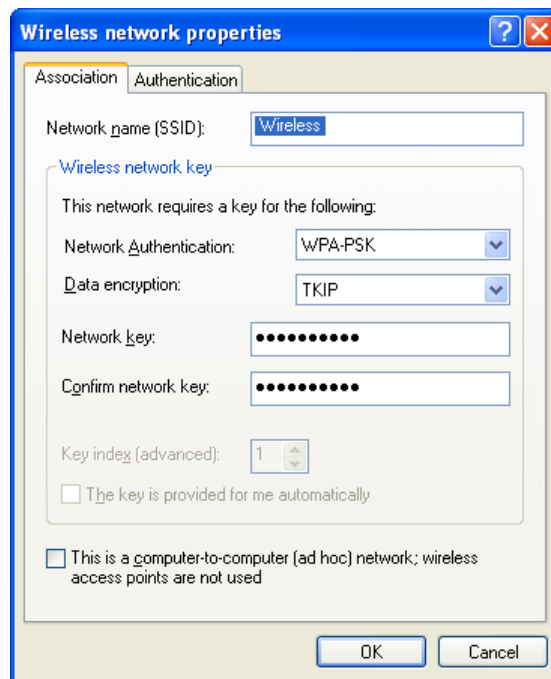 Wireless network properties
Association
Authentication
Network name (SSID):
Wireless
Wireless network key
This network requires a key for the following:
Network Authentication:
WPA-PSK
Data encryption:
TKIP
Network key:
••••••••••
Confirm network key:
••••••••••
Key index (advanced):
1
The key is provided for me automatically
This is a computer-to-computer (ad hoc) network; wireless
access points are not used
OK
Cancel